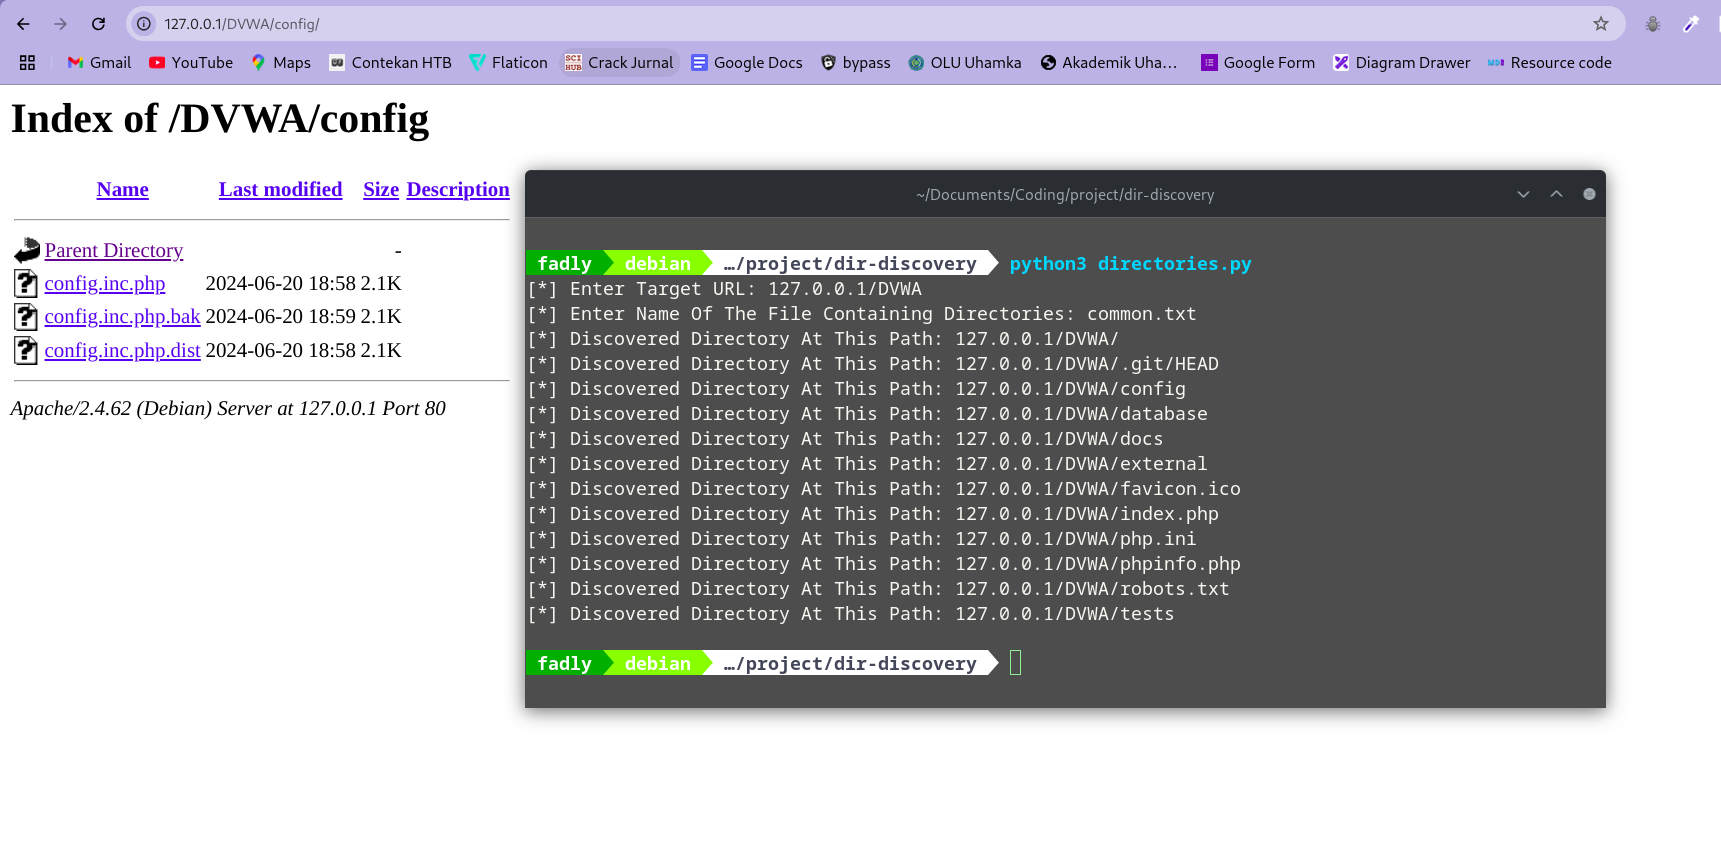 127.0.0.1/DVWA/config/
Gmail YouTube Maps Contekan HTB Flaticon SCI HUB Crack Jurnal Google Docs bypass OLU Uhamka Akademik Uha... Google Form Diagram Drawer Resource code
Index of /DVWA/config
Name Last modified Size Description
Parent Directory -
config.inc.php 2024-06-20 18:58 2.1K
config.inc.php.bak 2024-06-20 18:59 2.1K
config.inc.php.dist 2024-06-20 18:58 2.1K
Apache/2.4.62 (Debian) Server at 127.0.0.1 Port 80
~/Documents/Coding/project/dir-discovery
fadly debian …/project/dir-discovery python3 directories.py
[*] Enter Target URL: 127.0.0.1/DVWA
[*] Enter Name Of The File Containing Directories: common.txt
[*] Discovered Directory At This Path: 127.0.0.1/DVWA/
[*] Discovered Directory At This Path: 127.0.0.1/DVWA/.git/HEAD
[*] Discovered Directory At This Path: 127.0.0.1/DVWA/config
[*] Discovered Directory At This Path: 127.0.0.1/DVWA/database
[*] Discovered Directory At This Path: 127.0.0.1/DVWA/docs
[*] Discovered Directory At This Path: 127.0.0.1/DVWA/external
[*] Discovered Directory At This Path: 127.0.0.1/DVWA/favicon.ico
[*] Discovered Directory At This Path: 127.0.0.1/DVWA/index.php
[*] Discovered Directory At This Path: 127.0.0.1/DVWA/php.ini
[*] Discovered Directory At This Path: 127.0.0.1/DVWA/phpinfo.php
[*] Discovered Directory At This Path: 127.0.0.1/DVWA/robots.txt
[*] Discovered Directory At This Path: 127.0.0.1/DVWA/tests
fadly debian …/project/dir-discovery